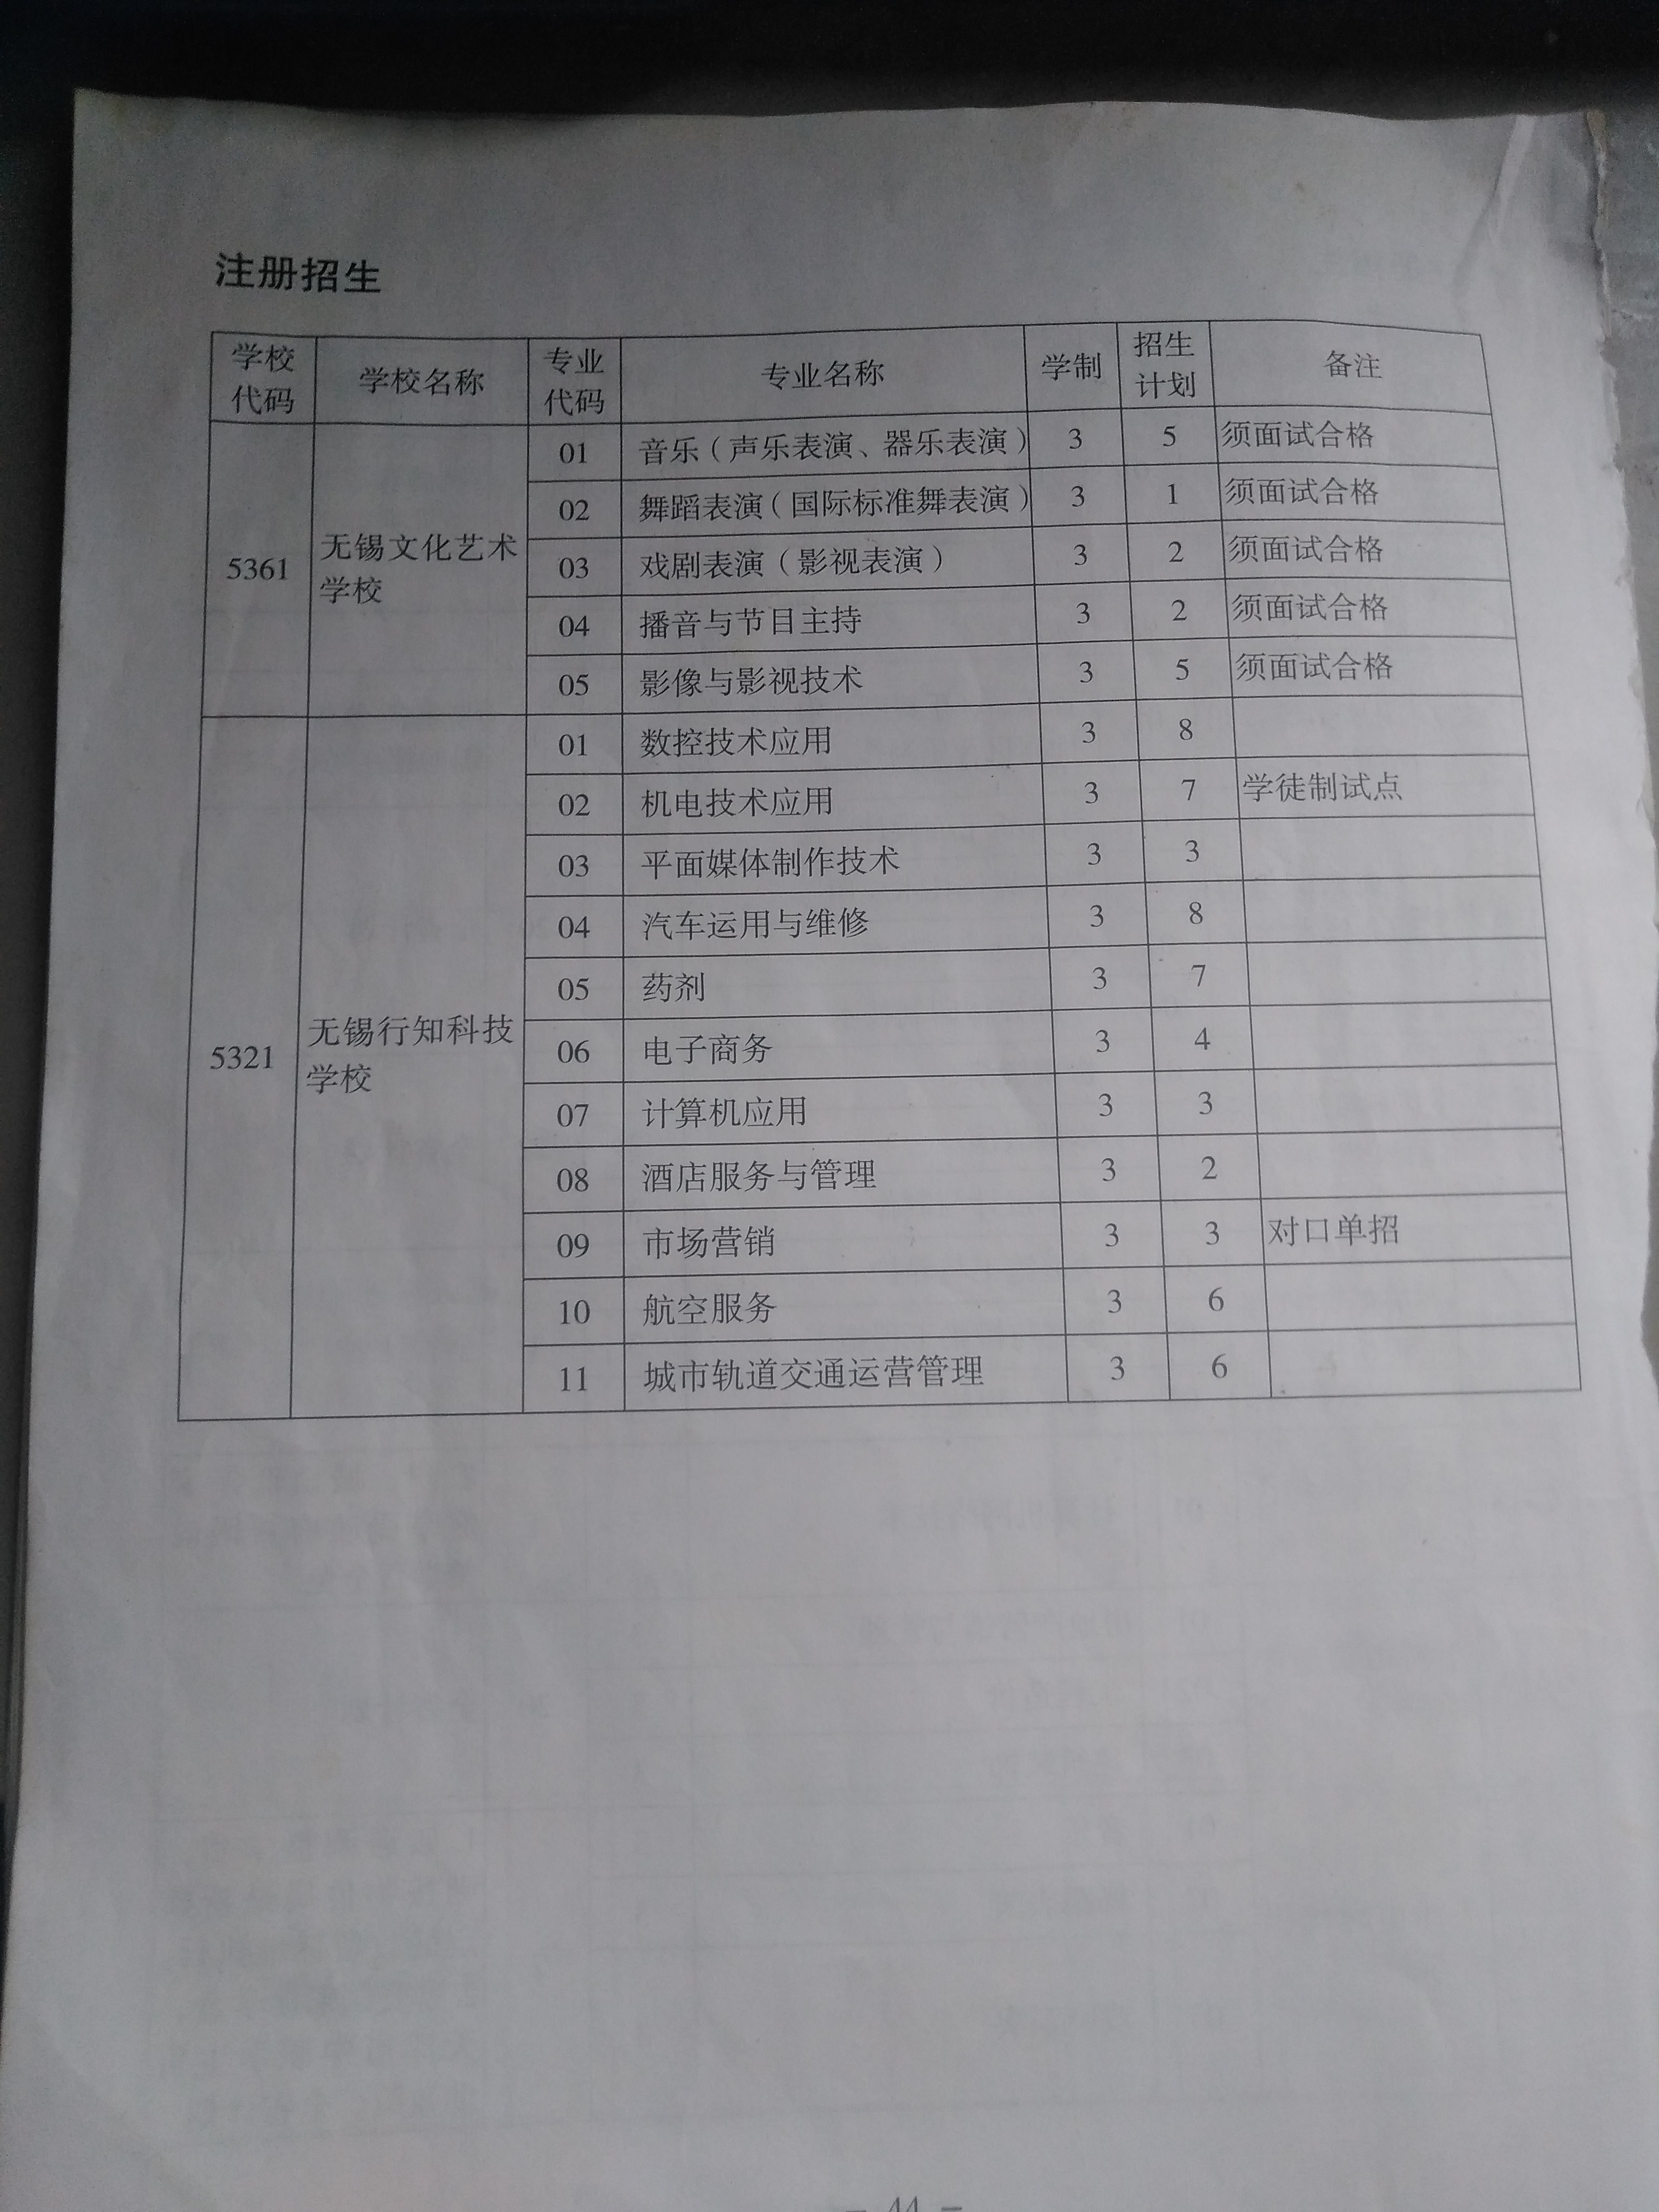 注册招生
学校代码 学校名称 专业代码 专业名称 学制 招生计划 备注
5361 无锡文化艺术学校 01 音乐（声乐表演、器乐表演） 3 5 须面试合格
02 舞蹈表演（国际标准舞表演） 3 1 须面试合格
03 戏剧表演（影视表演） 3 2 须面试合格
04 播音与节目主持 3 2 须面试合格
05 影像与影视技术 3 5 须面试合格
5321 无锡行知科技学校 01 数控技术应用 3 8
02 机电技术应用 3 7 学徒制试点
03 平面媒体制作技术 3 3
04 汽车运用与维修 3 8
05 药剂 3 7
06 电子商务 3 4
07 计算机应用 3 3
08 酒店服务与管理 3 2
09 市场营销 3 3 对口单招
10 航空服务 3 6
11 城市轨道交通运营管理 3 6
— 44 —